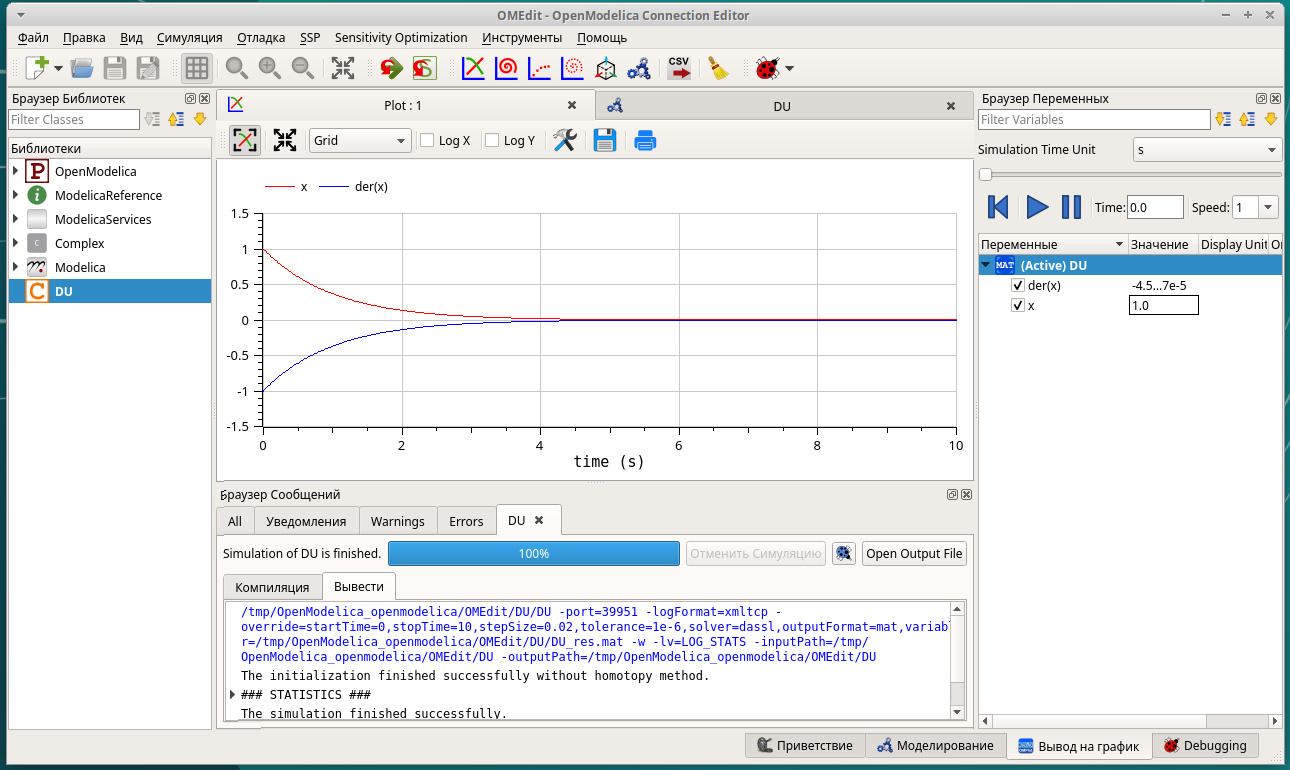 OMEdit - OpenModelica Connection Editor
Файл Правка Вид Симуляция Отладка SSP Sensitivity Optimization Инструменты Помощь
CSV
Браузер Библиотек
Filter Classes
Библиотеки
P OpenModelica
i ModelicaReference
ModelicaServices
C Complex
Modelica
C DU
Plot : 1
DU
Grid
Log X
Log Y
x
der(x)
1.5
1
0.5
0
-0.5
-1
-1.5
0 2 4 6 8 10
time (s)
Браузер Сообщений
All Уведомления Warnings Errors DU
Simulation of DU is finished.
100%
Отменить Симуляцию
Open Output File
Компиляция Вывести
/tmp/OpenModelica_openmodelica/OMEdit/DU/DU -port=39951 -logFormat=xmltcp -
override=startTime=0,stopTime=10,stepSize=0.02,tolerance=1e-6,solver=dassl,outputFormat=mat,variabl
r=/tmp/OpenModelica_openmodelica/OMEdit/DU/DU_res.mat -w -lv=LOG_STATS -inputPath=/tmp/
OpenModelica_openmodelica/OMEdit/DU -outputPath=/tmp/OpenModelica_openmodelica/OMEdit/DU
The initialization finished successfully without homotopy method.
### STATISTICS ###
The simulation finished successfully.
Браузер Переменных
Filter Variables
Simulation Time Unit s
Time: 0.0 Speed: 1
Переменные Значение Display Unit
MAT (Active) DU
der(x) -4.5...7e-5
x 1.0
Приветствие Моделирование Вывод на график Debugging